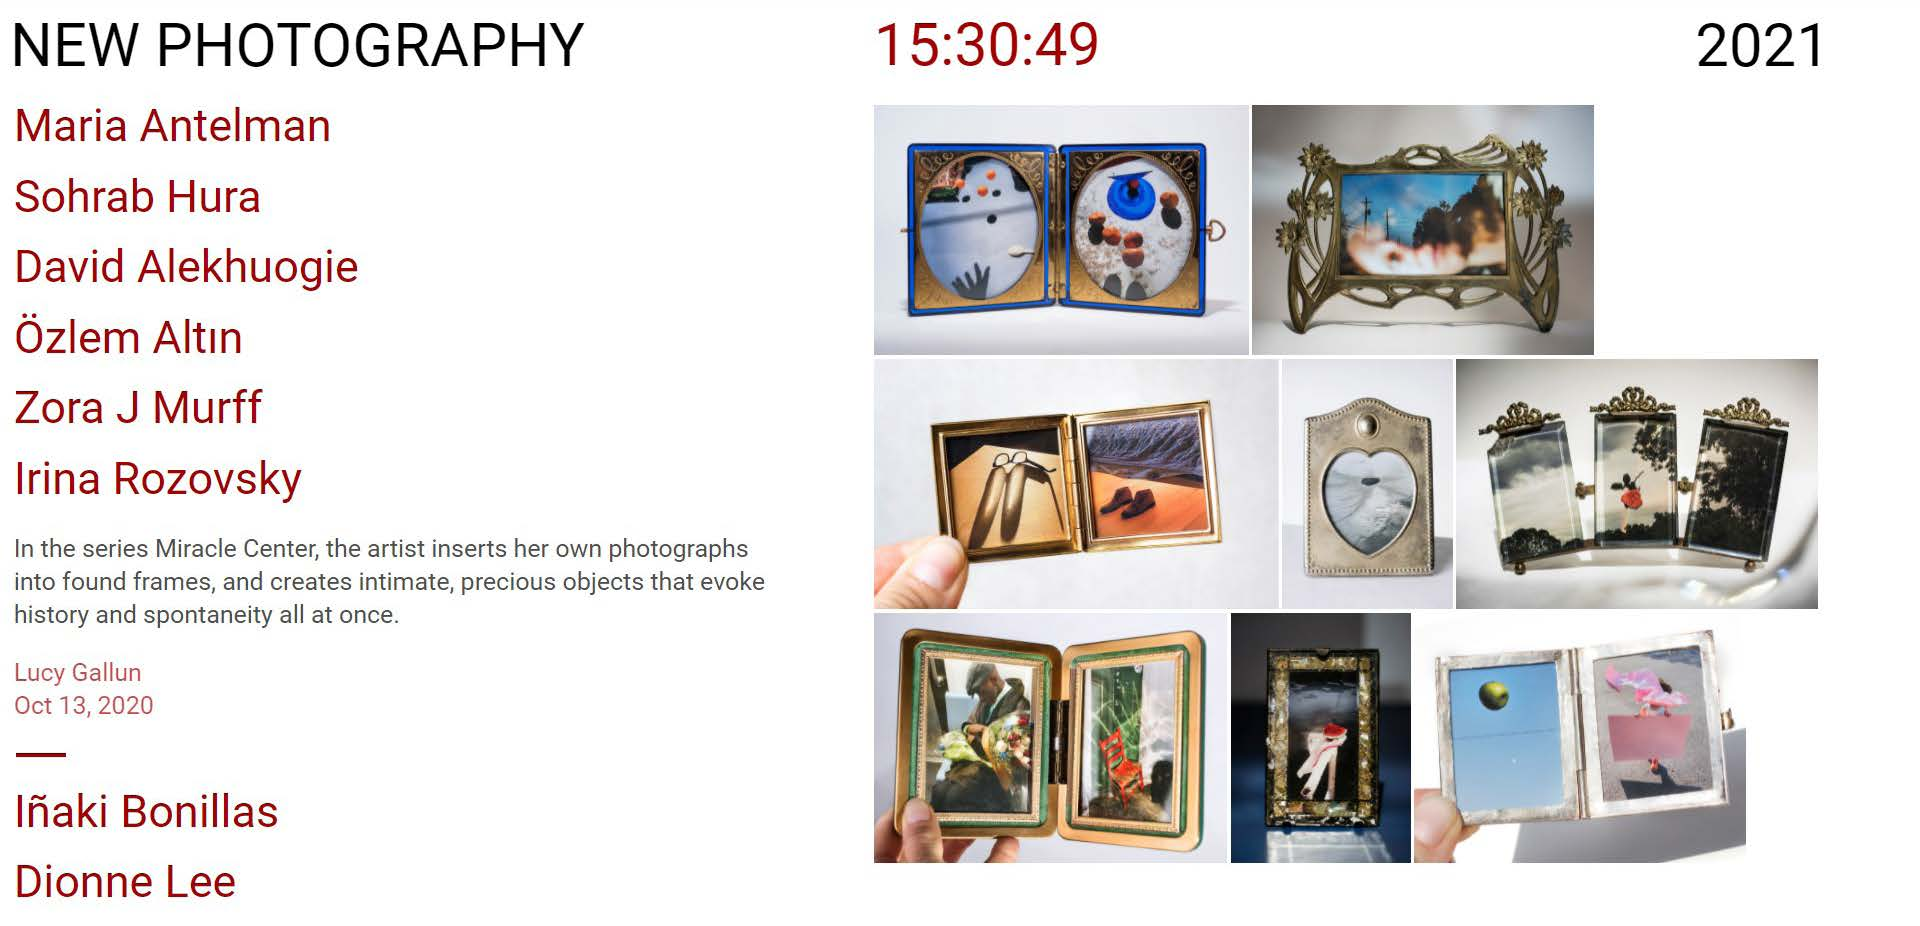 NEW PHOTOGRAPHY
15:30:49
2021
Maria Antelman
Sohrab Hura
David Alekhuogie
Özlem Altın
Zora J Murff
Irina Rozovsky
In the series Miracle Center, the artist inserts her own photographs
into found frames, and creates intimate, precious objects that evoke
history and spontaneity all at once.
Lucy Gallun
Oct 13, 2020
Iñaki Bonillas
Dionne Lee